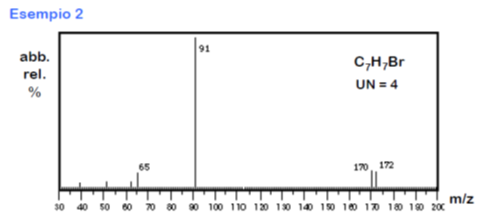 Esempio 2
abb.
rel.
%
91
C₇H₇Br
UN = 4
65
170
172
30 40 50 60 70 80 90 100 110 120 130 140 150 160 170 180 190 200
m/z